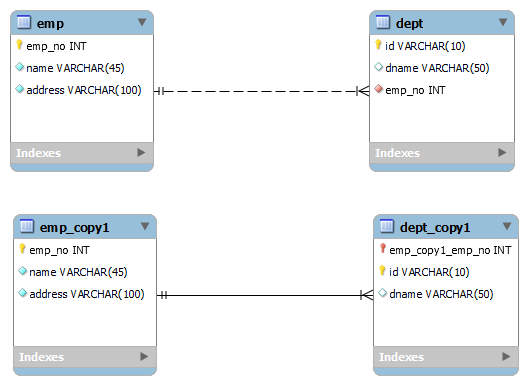 emp
emp_no INT
name VARCHAR(45)
address VARCHAR(100)
Indexes
dept
id VARCHAR(10)
dname VARCHAR(50)
emp_no INT
Indexes
emp_copy1
emp_no INT
name VARCHAR(45)
address VARCHAR(100)
Indexes
dept_copy1
emp_copy1_emp_no INT
id VARCHAR(10)
dname VARCHAR(50)
Indexes